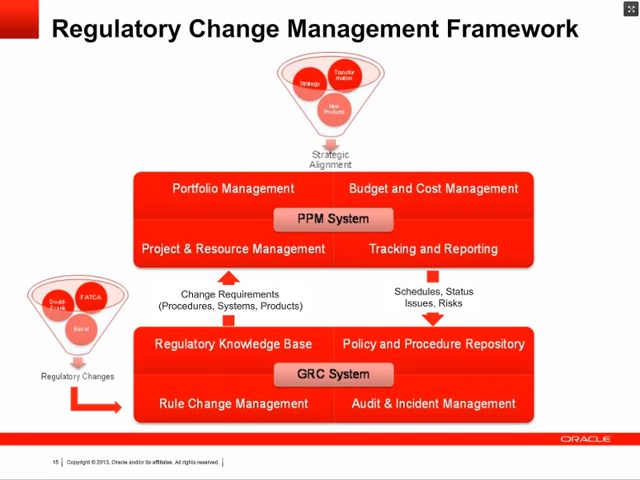 Regulatory Change Management Framework
Strategy
Transfor
mation
New
Products
Strategic
Alignment
Portfolio Management
Budget and Cost Management
PPM System
Project & Resource Management
Tracking and Reporting
Dodd-
Frank
FATCA
Basel
Regulatory Changes
Change Requirements
(Procedures, Systems, Products)
Schedules, Status
Issues, Risks
Regulatory Knowledge Base
Policy and Procedure Repository
GRC System
Rule Change Management
Audit & Incident Management
ORACLE
15 Copyright © 2013, Oracle and/or its affiliates. All rights reserved.